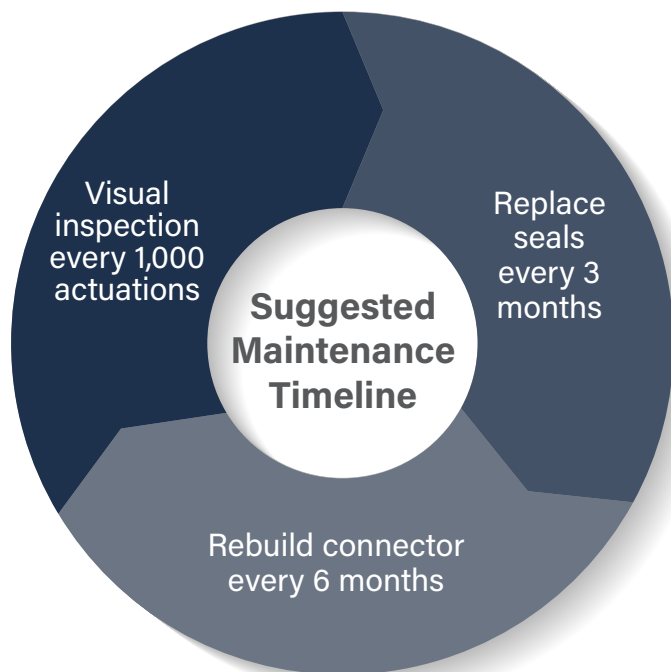 Visual
inspection
every 1,000
actuations
Replace
seals
every 3
months
Suggested
Maintenance
Timeline
Rebuild connector
every 6 months